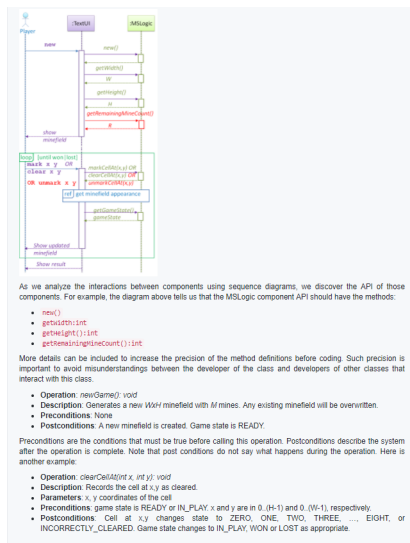 Player
:TextUI
:MSLogic
new
new()
getWidth()
W
getHeight()
H
getRemainingMineCount()
R
show
minefield
loop [until won | lost]
mark x y OR
clear x y
OR unmark x y
markCellAt(x,y) OR
clearCellAt(x,y) OR
unmarkCellAt(x,y)
ref get minefield appearance
getGameState()
gameState
Show updated
minefield
Show result
As we analyze the interactions between components using sequence diagrams, we discover the API of those
components. For example, the diagram above tells us that the MSLogic component API should have the methods:
• new()
• getWidth:int
• getHeight():int
• getRemainingMineCount():int
More details can be included to increase the precision of the method definitions before coding. Such precision is
important to avoid misunderstandings between the developer of the class and developers of other classes that
interact with this class.
• Operation: newGame(): void
• Description: Generates a new WxH minefield with M mines. Any existing minefield will be overwritten.
• Preconditions: None
• Postconditions: A new minefield is created. Game state is READY.
Preconditions are the conditions that must be true before calling this operation. Postconditions describe the system
after the operation is complete. Note that post conditions do not say what happens during the operation. Here is
another example:
• Operation: clearCellAt(int x, int y): void
• Description: Records the cell at x,y as cleared.
• Parameters: x, y coordinates of the cell
• Preconditions: game state is READY or IN_PLAY. x and y are in 0..(H-1) and 0..(W-1), respectively.
• Postconditions: Cell at x,y changes state to ZERO, ONE, TWO, THREE, ..., EIGHT, or
INCORRECTLY_CLEARED. Game state changes to IN_PLAY, WON or LOST as appropriate.